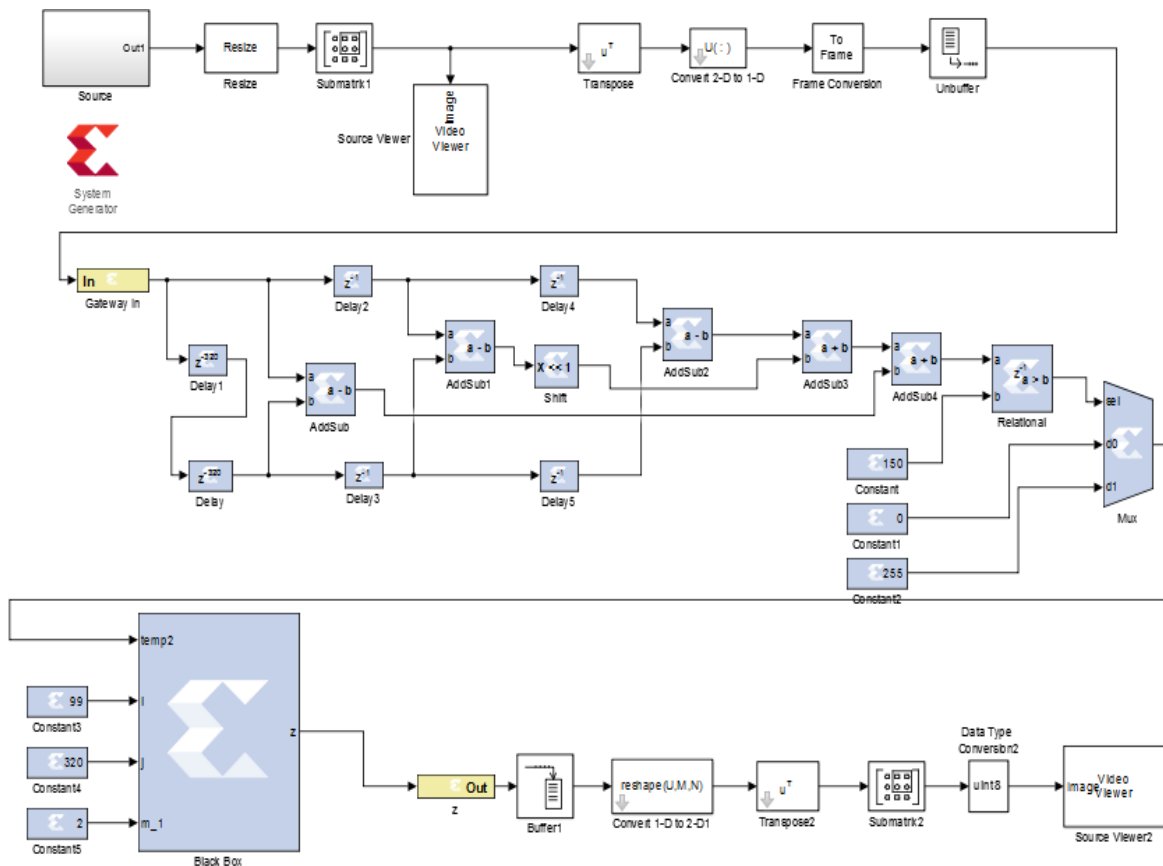 Out1
Source
Resize
Resize
Submatrix1
Image
Video
Viewer
Source Viewer
u^T
Transpose
U( : )
Convert 2-D to 1-D
To
Frame
Frame Conversion
Unbuffer
System
Generator
In
Gateway In
z^-1
Delay2
z^-1
Delay4
z^-320
Delay1
a
b
a - b
AddSub
a
b
a - b
AddSub1
X << 1
Shift
a
b
a - b
AddSub2
a
b
a + b
AddSub3
a
b
a + b
AddSub4
a
b
z^-1
a > b
Relational
sel
d0
d1
Mux
z^-320
Delay
z^-1
Delay3
z^-1
Delay5
150
Constant
0
Constant1
255
Constant2
temp2
i
j
m_1
z
Black Box
99
Constant3
320
Constant4
2
Constant5
Out
z
Buffer1
reshape(U,M,N)
Convert 1-D to 2-D1
u^T
Transpose2
Submatrix2
Data Type
Conversion2
uint8
Image
Video
Viewer
Source Viewer2